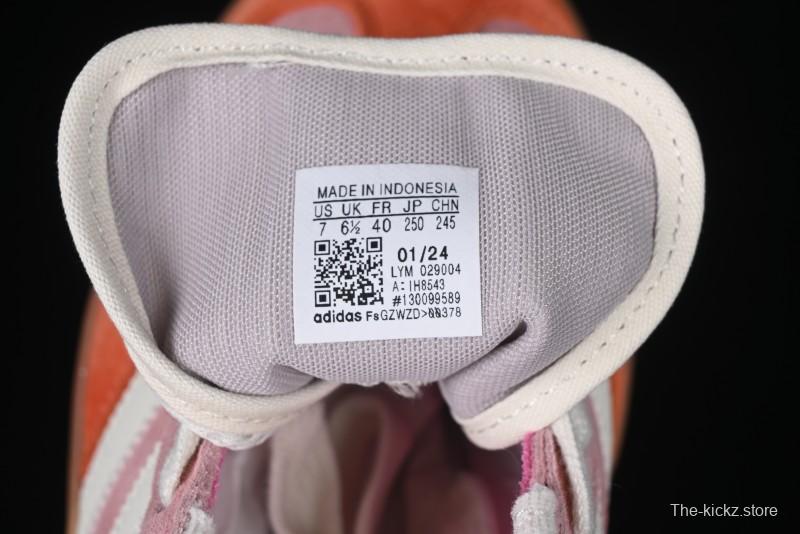 MADE IN INDONESIA
US UK FR JP CHN
7 6½ 40 250 245
01/24
LYM 029004
A: IH8543
#130099589
adidas
The-kickz.store